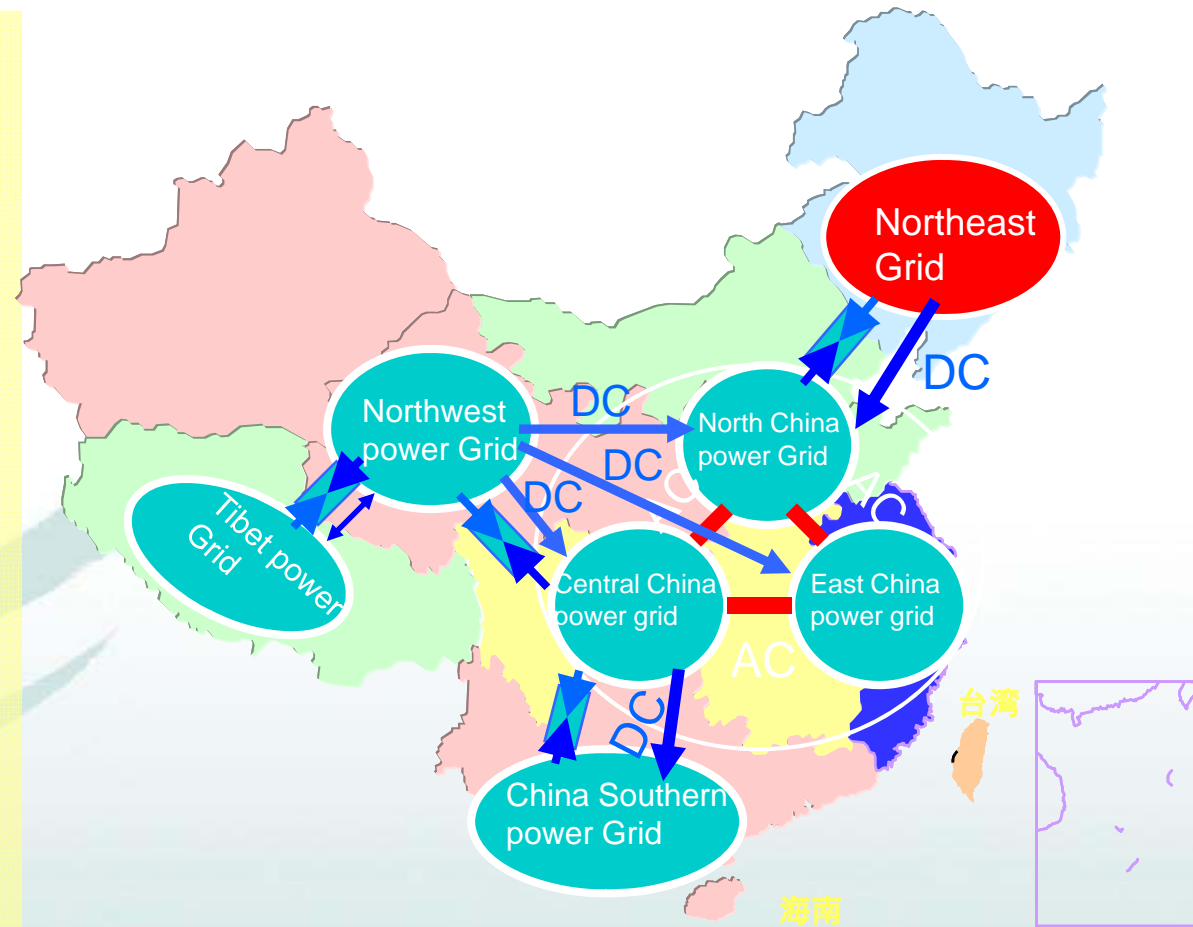 Northeast
Grid
DC
Northwest
power Grid
DC
North China
power Grid
DC
DC
AC
AC
Tibet power
Grid
Central China
power grid
East China
power grid
AC
DC
台湾
China Southern
power Grid
海南